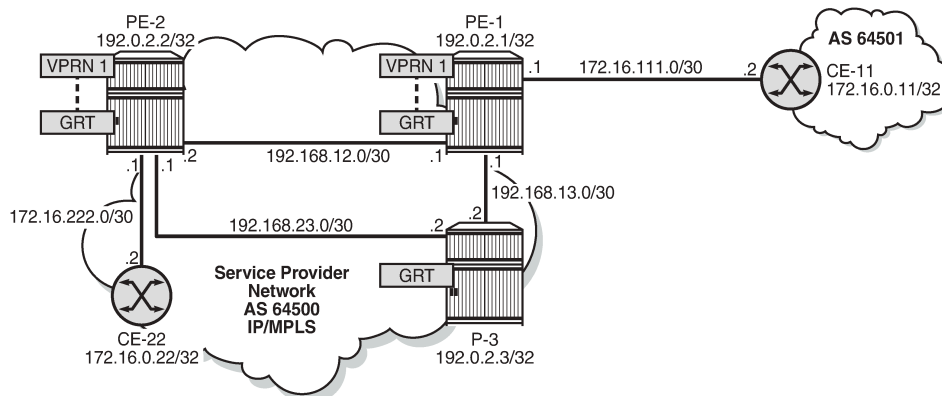 PE-2
192.0.2.2/32
PE-1
192.0.2.1/32
AS 64501
VPRN 1
VPRN 1
.1
172.16.111.0/30
.2
CE-11
172.16.0.11/32
GRT
GRT
.1
.1
.2
192.168.12.0/30
.1
.1
172.16.222.0/30
192.168.13.0/30
192.168.23.0/30
.2
.2
.2
Service Provider
Network
AS 64500
IP/MPLS
GRT
CE-22
172.16.0.22/32
P-3
192.0.2.3/32